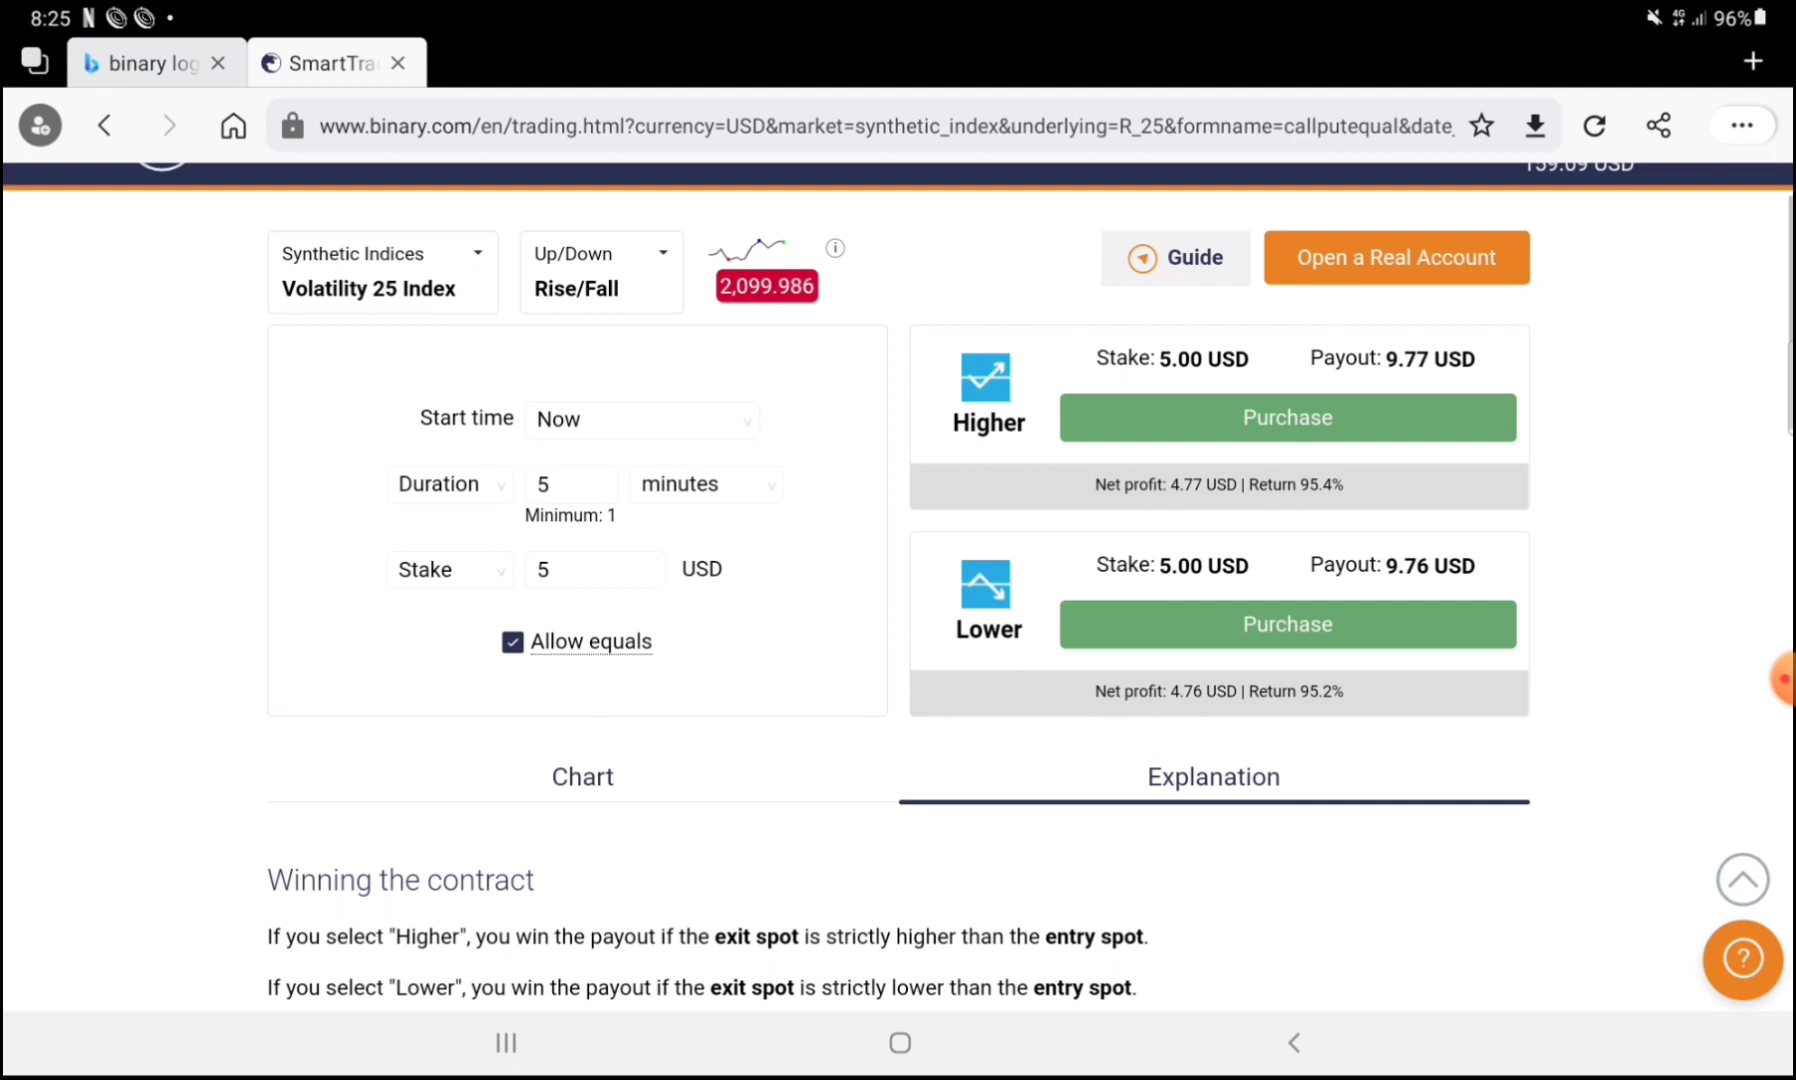 8:25
4G
96%
binary log
SmartTra
www.binary.com/en/trading.html?currency=USD&market=synthetic_index&underlying=R_25&formname=callputequal&date_
159.09 USD
Synthetic Indices
Volatility 25 Index
Up/Down
Rise/Fall
2,099.986
Guide
Open a Real Account
Start time Now
Duration 5 minutes
Minimum: 1
Stake 5 USD
Allow equals
Stake: 5.00 USD Payout: 9.77 USD
Higher
Purchase
Net profit: 4.77 USD | Return 95.4%
Stake: 5.00 USD Payout: 9.76 USD
Lower
Purchase
Net profit: 4.76 USD | Return 95.2%
Chart
Explanation
Winning the contract
If you select "Higher", you win the payout if the exit spot is strictly higher than the entry spot.
If you select "Lower", you win the payout if the exit spot is strictly lower than the entry spot.